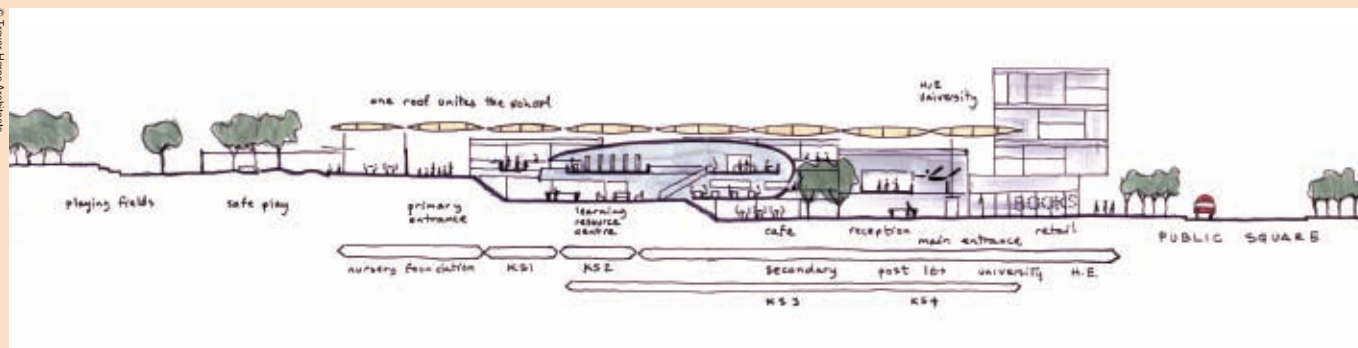 one roof unites the school
H.E
university
playing fields
safe play
primary
entrance
learning
resource
centre
cafe
reception
main entrance
retail
BOOKS
PUBLIC SQUARE
nursery foundation
KS1
KS2
secondary
post 16+
university
H.E.
KS3
KS4